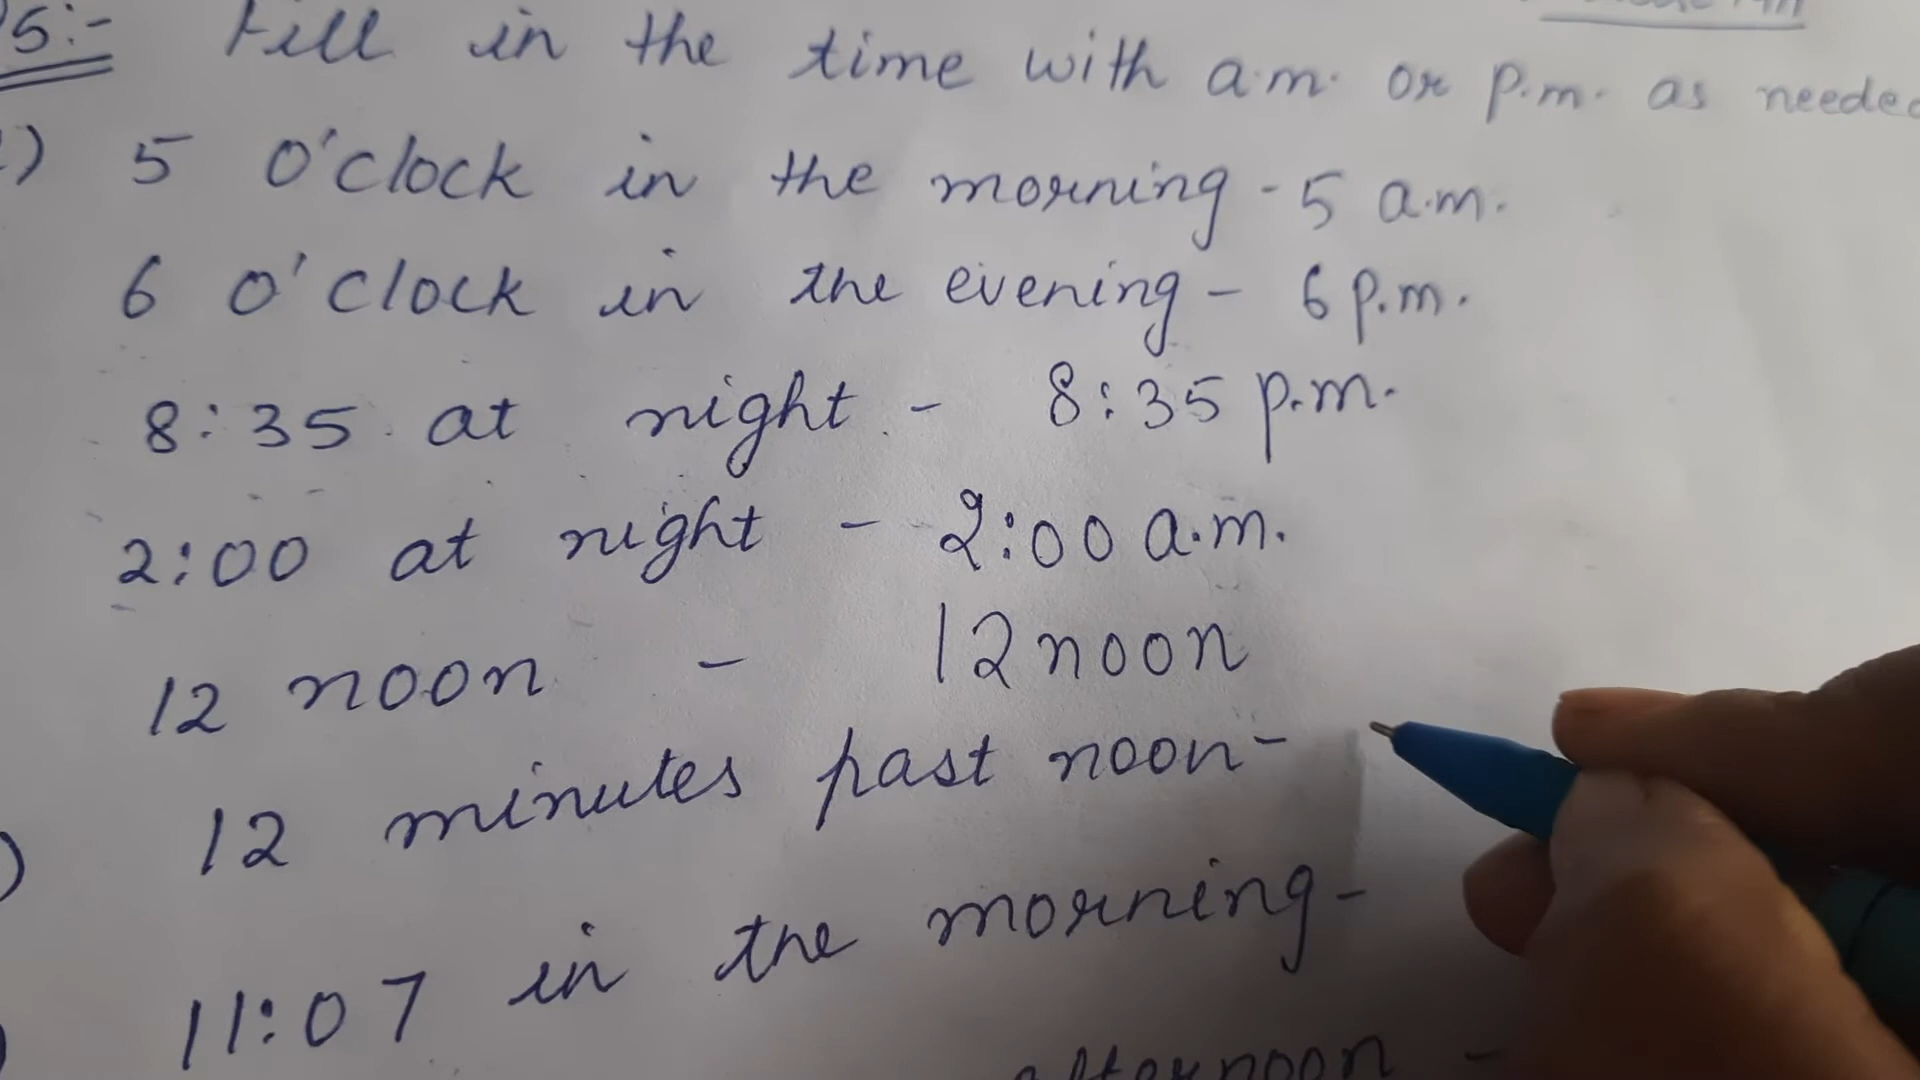 5:- Fill in the time with a.m. or p.m. as needed
) 5 O'clock in the morning - 5 a.m.
6 O'clock in the evening - 6 p.m.
8:35 at night - 8:35 p.m.
2:00 at night - 2:00 a.m.
12 noon - 12 noon
) 12 minutes past noon -
) 11:07 in the morning -
afternoon -